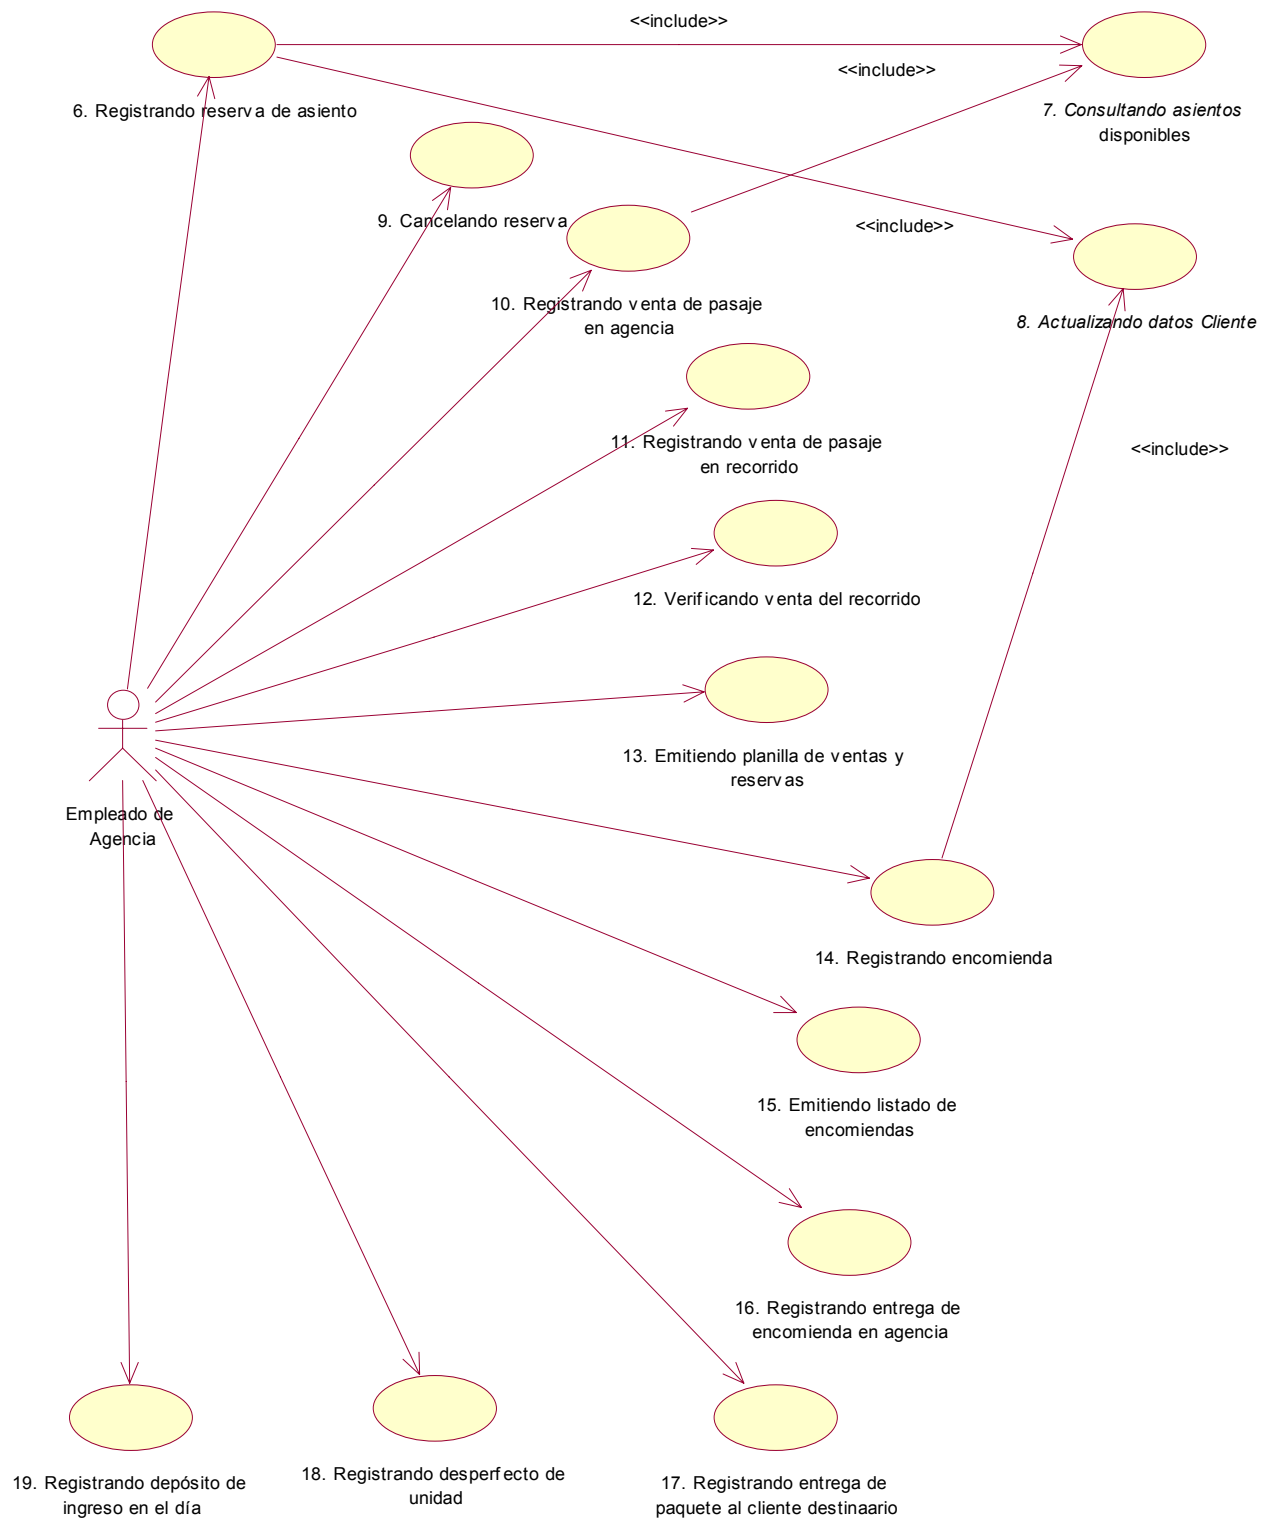 <<include>>
<<include>>
6. Registrando reserva de asiento
7. Consultando asientos
disponibles
9. Cancelando reserva
<<include>>
10. Registrando venta de pasaje
en agencia
8. Actualizando datos Cliente
11. Registrando venta de pasaje
en recorrido
<<include>>
12. Verificando venta del recorrido
13. Emitiendo planilla de ventas y
reservas
Empleado de
Agencia
14. Registrando encomienda
15. Emitiendo listado de
encomiendas
16. Registrando entrega de
encomienda en agencia
19. Registrando depósito de
ingreso en el día
18. Registrando desperfecto de
unidad
17. Registrando entrega de
paquete al cliente destinaario